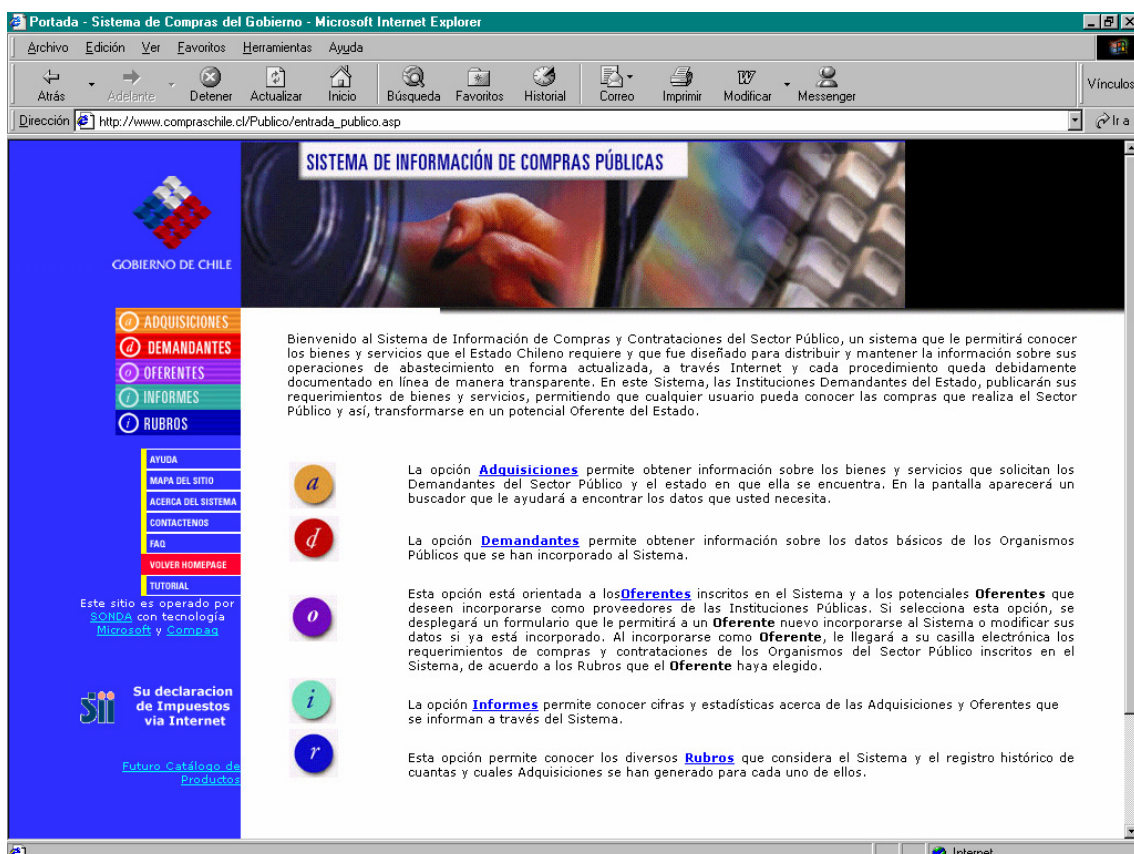 Portada - Sistema de Compras del Gobierno - Microsoft Internet Explorer
Archivo Edición Ver Favoritos Herramientas Ayuda
Atrás Adelante Detener Actualizar Inicio Búsqueda Favoritos Historial Correo Imprimir Modificar Messenger Vínculos
Dirección http://www.compraschile.cl/Publico/entrada_publico.asp Ir a
SISTEMA DE INFORMACIÓN DE COMPRAS PÚBLICAS
GOBIERNO DE CHILE
a ADQUISICIONES
d DEMANDANTES
o OFERENTES
i INFORMES
i RUBROS
AYUDA
MAPA DEL SITIO
ACERCA DEL SISTEMA
CONTACTENOS
FAQ
VOLVER HOMEPAGE
TUTORIAL
Este sitio es operado por
SONDA con tecnología
Microsoft y Compaq
SII
Su declaracion
de Impuestos
via Internet
Futuro Catálogo de
Productos
Bienvenido al Sistema de Información de Compras y Contrataciones del Sector Público, un sistema que le permitirá conocer
los bienes y servicios que el Estado Chileno requiere y que fue diseñado para distribuir y mantener la información sobre sus
operaciones de abastecimiento en forma actualizada, a través Internet y cada procedimiento queda debidamente
documentado en línea de manera transparente. En este Sistema, las Instituciones Demandantes del Estado, publicarán sus
requerimientos de bienes y servicios, permitiendo que cualquier usuario pueda conocer las compras que realiza el Sector
Público y así, transformarse en un potencial Oferente del Estado.
a
La opción Adquisiciones permite obtener información sobre los bienes y servicios que solicitan los
Demandantes del Sector Público y el estado en que ella se encuentra. En la pantalla aparecerá un
buscador que le ayudará a encontrar los datos que usted necesita.
d
La opción Demandantes permite obtener información sobre los datos básicos de los Organismos
Públicos que se han incorporado al Sistema.
o
Esta opción está orientada a losOferentes inscritos en el Sistema y a los potenciales Oferentes que
deseen incorporarse como proveedores de las Instituciones Públicas. Si selecciona esta opción, se
desplegará un formulario que le permitirá a un Oferente nuevo incorporarse al Sistema o modificar sus
datos si ya está incorporado. Al incorporarse como Oferente, le llegará a su casilla electrónica los
requerimientos de compras y contrataciones de los Organismos del Sector Público inscritos en el
Sistema, de acuerdo a los Rubros que el Oferente haya elegido.
i
La opción Informes permite conocer cifras y estadísticas acerca de las Adquisiciones y Oferentes que
se informan a través del Sistema.
r
Esta opción permite conocer los diversos Rubros que considera el Sistema y el registro histórico de
cuantas y cuales Adquisiciones se han generado para cada uno de ellos.
Internet